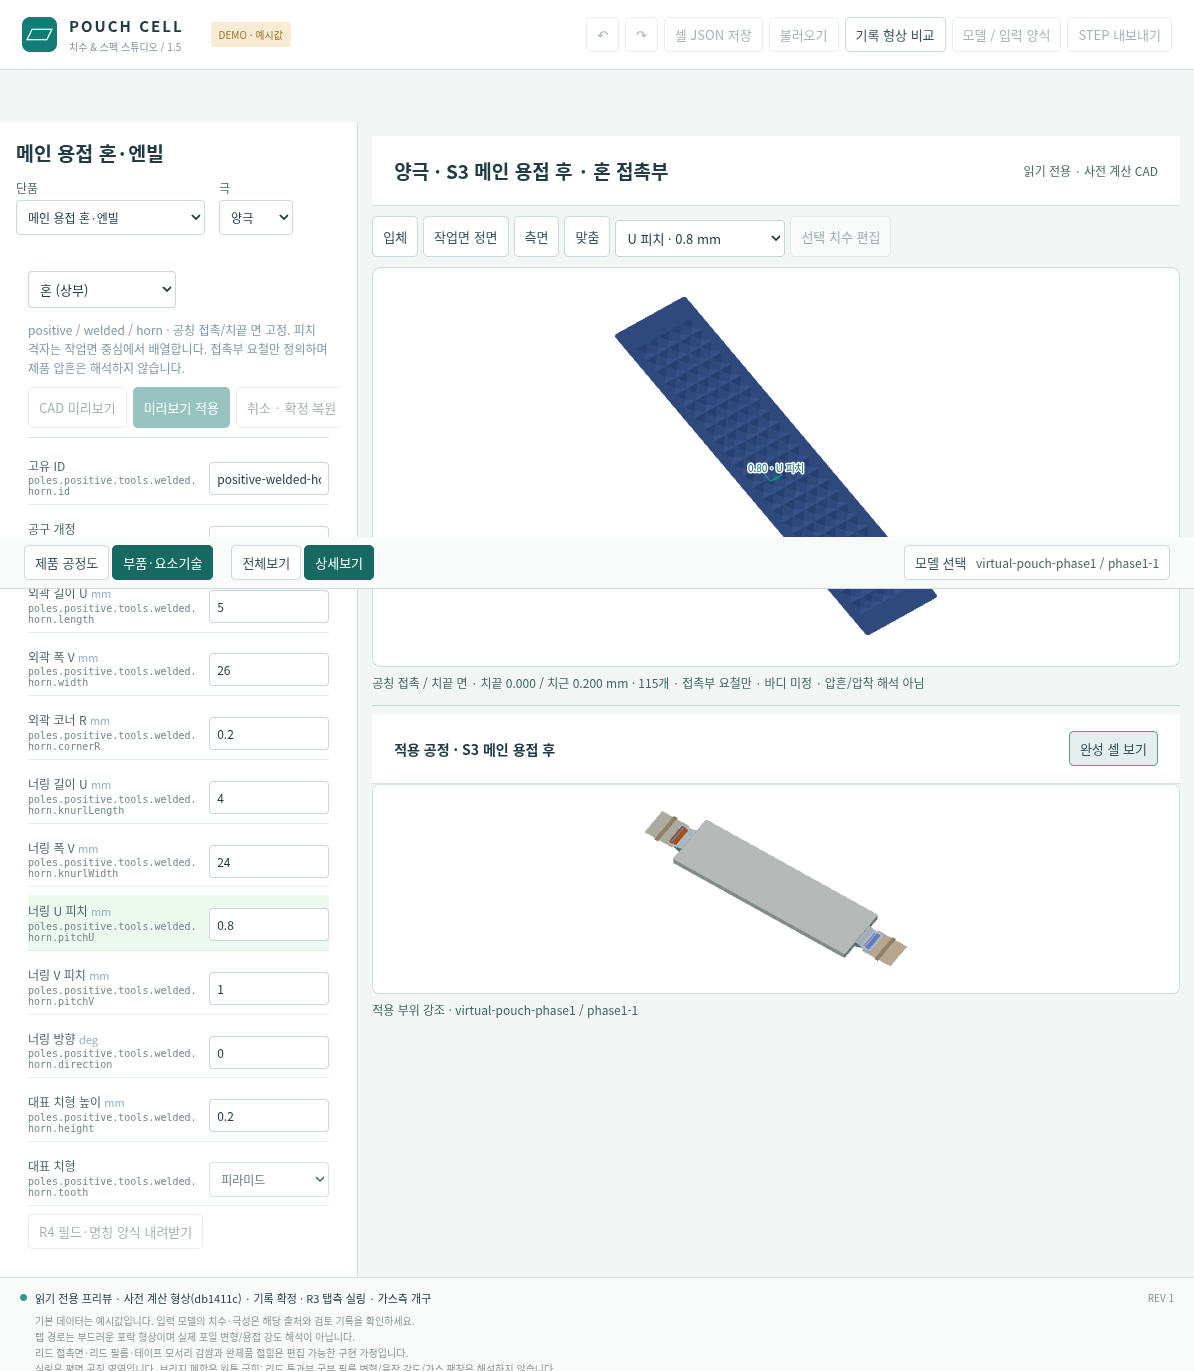 POUCH CELL
치수 & 스펙 스튜디오 / 1.5
DEMO · 예시값
↶ ↷ 셀 JSON 저장 불러오기 기록 형상 비교 모델 / 입력 양식 STEP 내보내기
메인 용접 혼·엔빌
단품 극
메인 용접 혼·엔빌 양극
혼 (상부)
positive / welded / horn · 공칭 접촉/치끝 면 고정. 피치
격자는 작업면 중심에서 배열합니다. 접촉부 요철만 정의하며
제품 압흔은 해석하지 않습니다.
CAD 미리보기 미리보기 적용 취소 · 확정 복원
고유 ID
poles.positive.tools.welded.
horn.id
positive-welded-ho
공구 개정
제품 공정도 부품·요소기술 전체보기 상세보기
모델 선택 virtual-pouch-phase1 / phase1-1
외곽 길이 U mm
poles.positive.tools.welded.
horn.length
5
외곽 폭 V mm
poles.positive.tools.welded.
horn.width
26
외곽 코너 R mm
poles.positive.tools.welded.
horn.cornerR
0.2
너링 길이 U mm
poles.positive.tools.welded.
horn.knurlLength
4
너링 폭 V mm
poles.positive.tools.welded.
horn.knurlWidth
24
너링 U 피치 mm
poles.positive.tools.welded.
horn.pitchU
0.8
너링 V 피치 mm
poles.positive.tools.welded.
horn.pitchV
1
너링 방향 deg
poles.positive.tools.welded.
horn.direction
0
대표 치형 높이 mm
poles.positive.tools.welded.
horn.height
0.2
대표 치형
poles.positive.tools.welded.
horn.tooth
피라미드
R4 필드·명칭 양식 내려받기
양극 · S3 메인 용접 후 · 혼 접촉부
읽기 전용 · 사전 계산 CAD
입체 작업면 정면 측면 맞춤 U 피치 · 0.8 mm 선택 치수 편집
0.80 · U 피치
공칭 접촉 / 치끝 면 · 치끝 0.000 / 치근 0.200 mm · 115개 · 접촉부 요철만 · 바디 미정 · 압흔/압착 해석 아님
적용 공정 · S3 메인 용접 후
완성 셀 보기
적용 부위 강조 · virtual-pouch-phase1 / phase1-1
읽기 전용 프리뷰 · 사전 계산 형상(db1411c) · 기록 확정 · R3 탭측 실링 · 가스측 개구
REV 1
기본 데이터는 예시값입니다. 입력 모델의 치수·극성은 해당 출처와 검토 기록을 확인하세요.
탭 경로는 부드러운 포락 형상이며 실제 포일 변형/용접 강도 해석이 아닙니다.
리드 접촉면·리드 필름·테이프 모서리 감쌈과 완제품 접힘은 편집 가능한 구현 가정입니다.